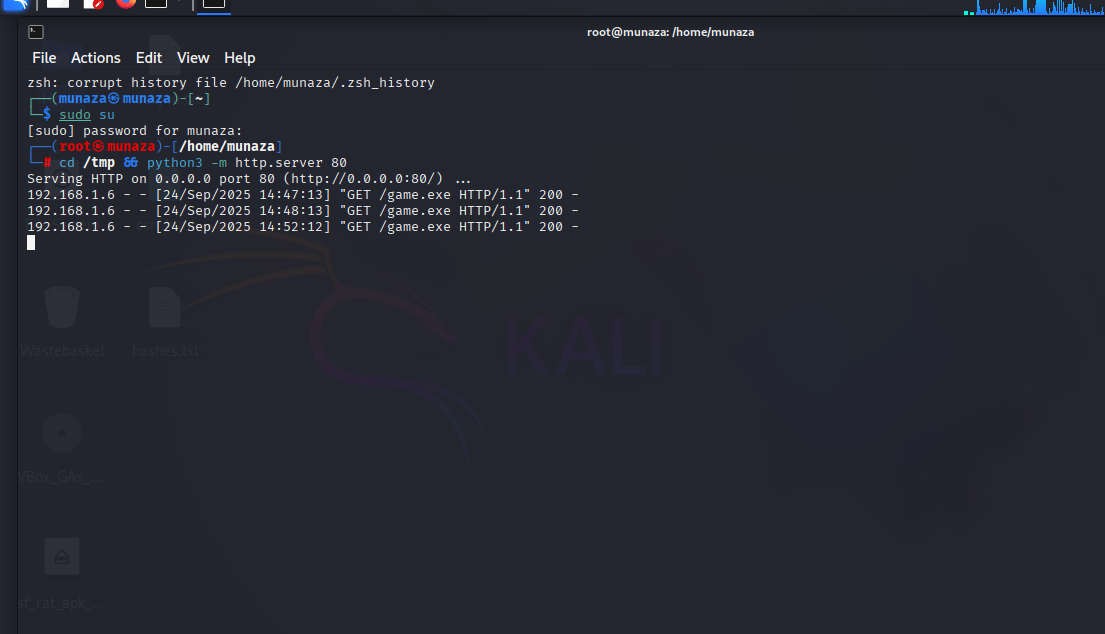 root@munaza: /home/munaza
File Actions Edit View Help
zsh: corrupt history file /home/munaza/.zsh_history
┌──(munaza㉿munaza)-[~]
└─$ sudo su
[sudo] password for munaza:
┌──(root㉿munaza)-[/home/munaza]
└─# cd /tmp && python3 -m http.server 80
Serving HTTP on 0.0.0.0 port 80 (http://0.0.0.0:80/) ...
192.168.1.6 - - [24/Sep/2025 14:47:13] "GET /game.exe HTTP/1.1" 200 -
192.168.1.6 - - [24/Sep/2025 14:48:13] "GET /game.exe HTTP/1.1" 200 -
192.168.1.6 - - [24/Sep/2025 14:52:12] "GET /game.exe HTTP/1.1" 200 -
Wastebasket hashes.txt
KALI
VBox_GAs_...
sf_rat_apk_...